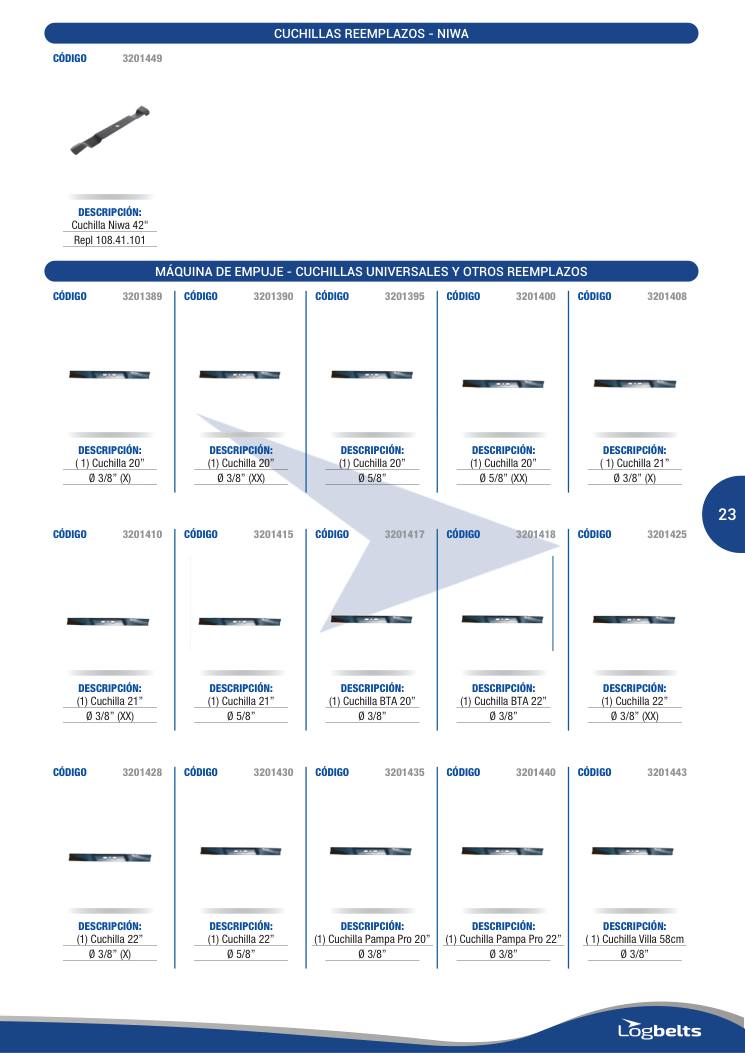 CUCHILLAS REEMPLAZOS - NIWA
CÓDIGO 3201449
DESCRIPCIÓN:
Cuchilla Niwa 42"
Repl 108.41.101
MÁQUINA DE EMPUJE - CUCHILLAS UNIVERSALES Y OTROS REEMPLAZOS
CÓDIGO 3201389
DESCRIPCIÓN:
( 1) Cuchilla 20”
Ø 3/8” (X)
CÓDIGO 3201390
DESCRIPCIÓN:
(1) Cuchilla 20”
Ø 3/8” (XX)
CÓDIGO 3201395
DESCRIPCIÓN:
(1) Cuchilla 20”
Ø 5/8”
CÓDIGO 3201400
DESCRIPCIÓN:
(1) Cuchilla 20”
Ø 5/8” (XX)
CÓDIGO 3201408
DESCRIPCIÓN:
( 1) Cuchilla 21”
Ø 3/8” (X)
23
CÓDIGO 3201410
DESCRIPCIÓN:
(1) Cuchilla 21”
Ø 3/8” (XX)
CÓDIGO 3201415
DESCRIPCIÓN:
(1) Cuchilla 21”
Ø 5/8”
CÓDIGO 3201417
DESCRIPCIÓN:
(1) Cuchilla BTA 20”
Ø 3/8”
CÓDIGO 3201418
DESCRIPCIÓN:
(1) Cuchilla BTA 22”
Ø 3/8”
CÓDIGO 3201425
DESCRIPCIÓN:
(1) Cuchilla 22”
Ø 3/8” (XX)
CÓDIGO 3201428
DESCRIPCIÓN:
(1) Cuchilla 22”
Ø 3/8” (X)
CÓDIGO 3201430
DESCRIPCIÓN:
(1) Cuchilla 22”
Ø 5/8”
CÓDIGO 3201435
DESCRIPCIÓN:
(1) Cuchilla Pampa Pro 20”
Ø 3/8”
CÓDIGO 3201440
DESCRIPCIÓN:
(1) Cuchilla Pampa Pro 22”
Ø 3/8”
CÓDIGO 3201443
DESCRIPCIÓN:
( 1) Cuchilla Villa 58cm
Ø 3/8”
Logbelts